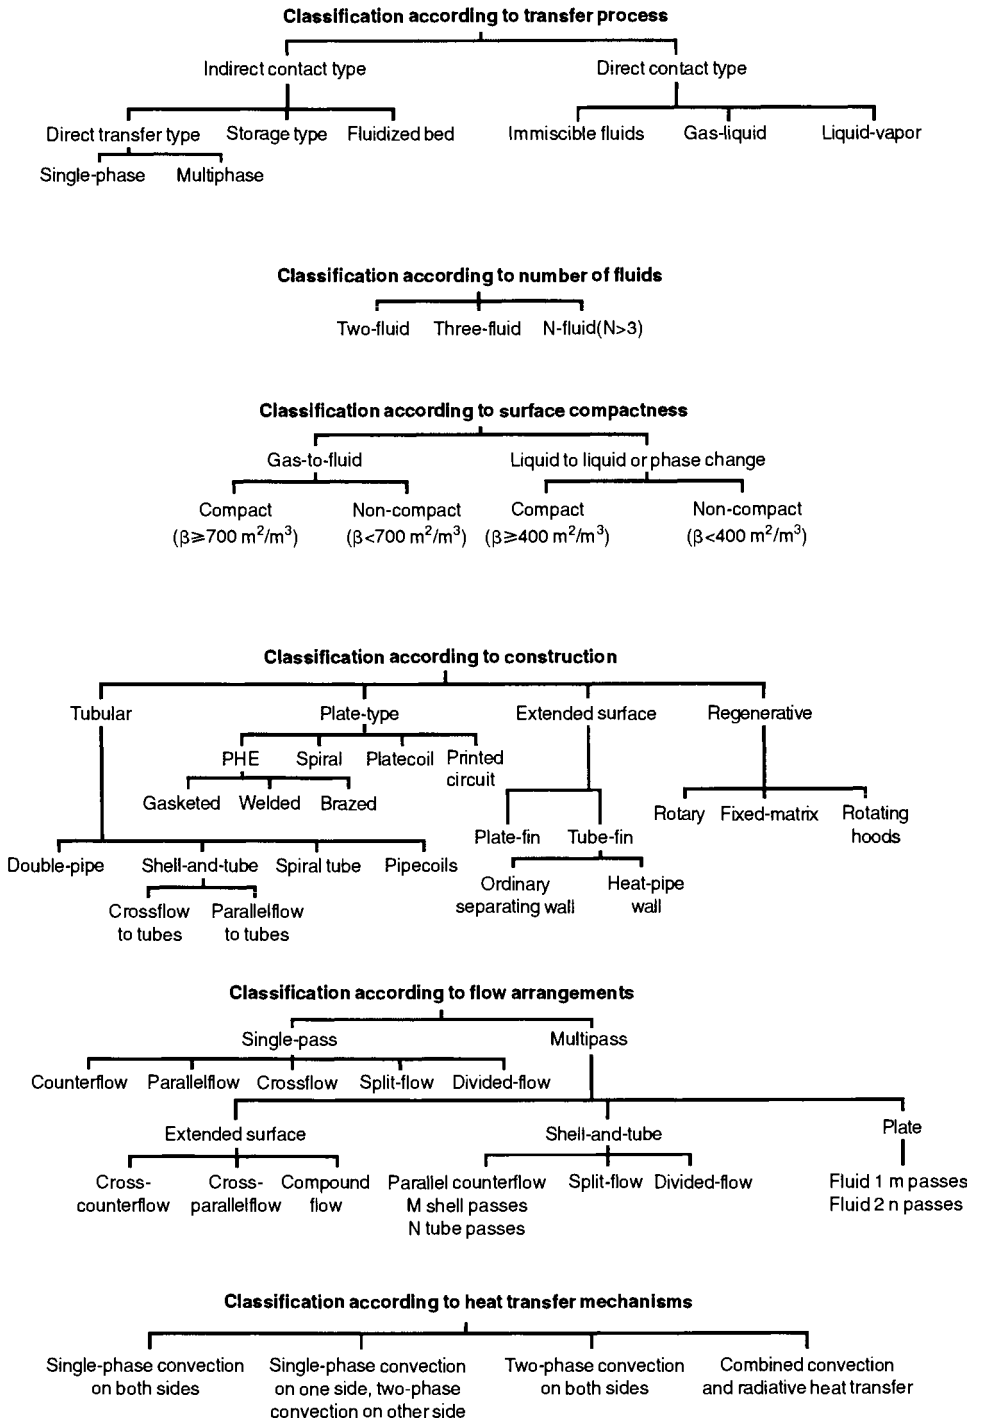 Classification according to transfer process
Indirect contact type
Direct contact type
Direct transfer type
Storage type
Fluidized bed
Immiscible fluids
Gas-liquid
Liquid-vapor
Single-phase
Multiphase
Classification according to number of fluids
Two-fluid
Three-fluid
N-fluid(N>3)
Classification according to surface compactness
Gas-to-fluid
Liquid to liquid or phase change
Compact
(β≥700 m²/m³)
Non-compact
(β<700 m²/m³)
Compact
(β≥400 m²/m³)
Non-compact
(β<400 m²/m³)
Classification according to construction
Tubular
Plate-type
Extended surface
Regenerative
PHE
Spiral
Platecoil
Printed
circuit
Gasketed
Welded
Brazed
Rotary
Fixed-matrix
Rotating
hoods
Plate-fin
Tube-fin
Double-pipe
Shell-and-tube
Spiral tube
Pipecoils
Ordinary
separating wall
Heat-pipe
wall
Crossflow
to tubes
Parallelflow
to tubes
Classification according to flow arrangements
Single-pass
Multipass
Counterflow
Parallelflow
Crossflow
Split-flow
Divided-flow
Extended surface
Shell-and-tube
Plate
Cross-
counterflow
Cross-
parallelflow
Compound
flow
Parallel counterflow
M shell passes
N tube passes
Split-flow
Divided-flow
Fluid 1 m passes
Fluid 2 n passes
Classification according to heat transfer mechanisms
Single-phase convection
on both sides
Single-phase convection
on one side, two-phase
convection on other side
Two-phase convection
on both sides
Combined convection
and radiative heat transfer